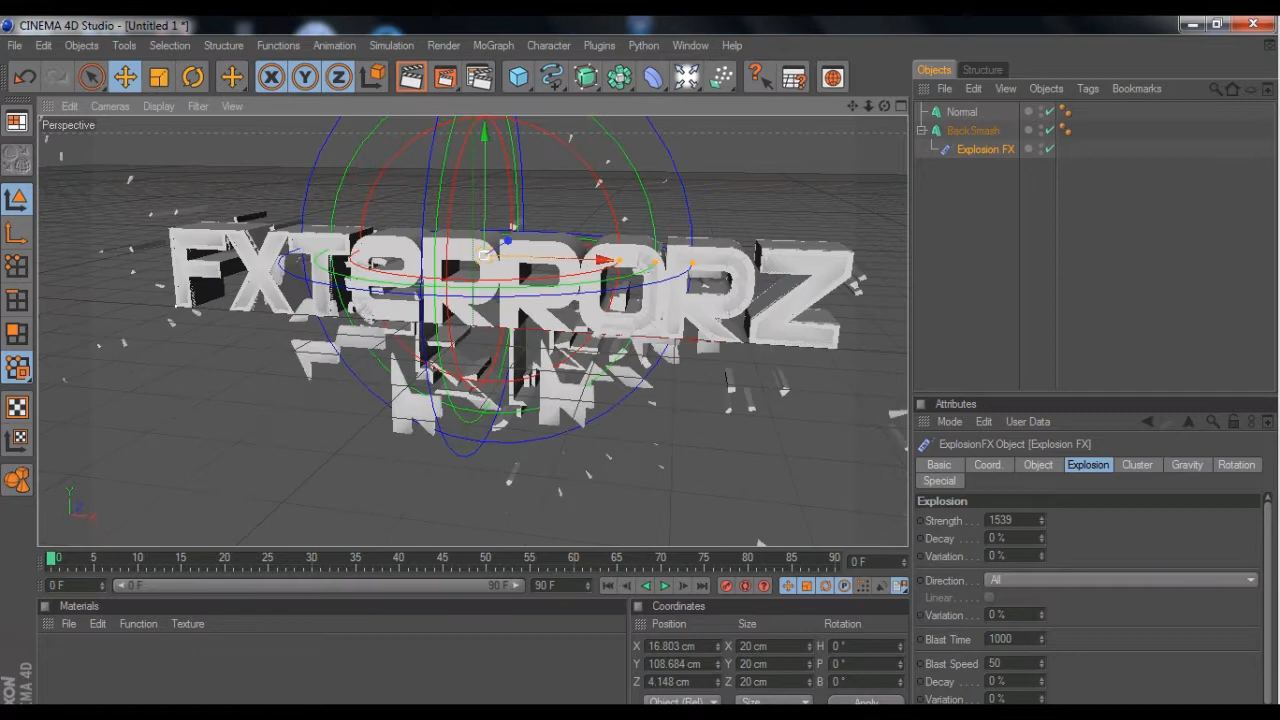 CINEMA 4D Studio - [Untitled 1 *]
File Edit Objects Tools Selection Structure Functions Animation Simulation Render MoGraph Character Plugins Python Window Help
X Y Z
Edit Cameras Display Filter View
Perspective
FXTERRORZ
Y
X
0 5 10 15 20 25 30 35 40 45 50 55 60 65 70 75 80 85 90 0 F
0 F 0 F 90 F 90 F
Materials
File Edit Function Texture
Coordinates
Position Size Rotation
X 16.803 cm X 20 cm H 0 °
Y 108.684 cm Y 20 cm P 0 °
Z 4.148 cm Z 20 cm B 0 °
Object (Rel) Size Apply
Objects Structure
File Edit View Objects Tags Bookmarks
Normal
BackSmash
Explosion FX
Attributes
Mode Edit User Data
ExplosionFX Object [Explosion FX]
Basic Coord. Object Explosion Cluster Gravity Rotation
Special
Explosion
Strength . . . 1539
Decay . . . . 0 %
Variation . . . 0 %
Direction. . . . All
Linear. . . . .
Variation . . . 0 %
Blast Time 1000
Blast Speed 50
Decay . . . . 0 %
Variation . . . 0 %